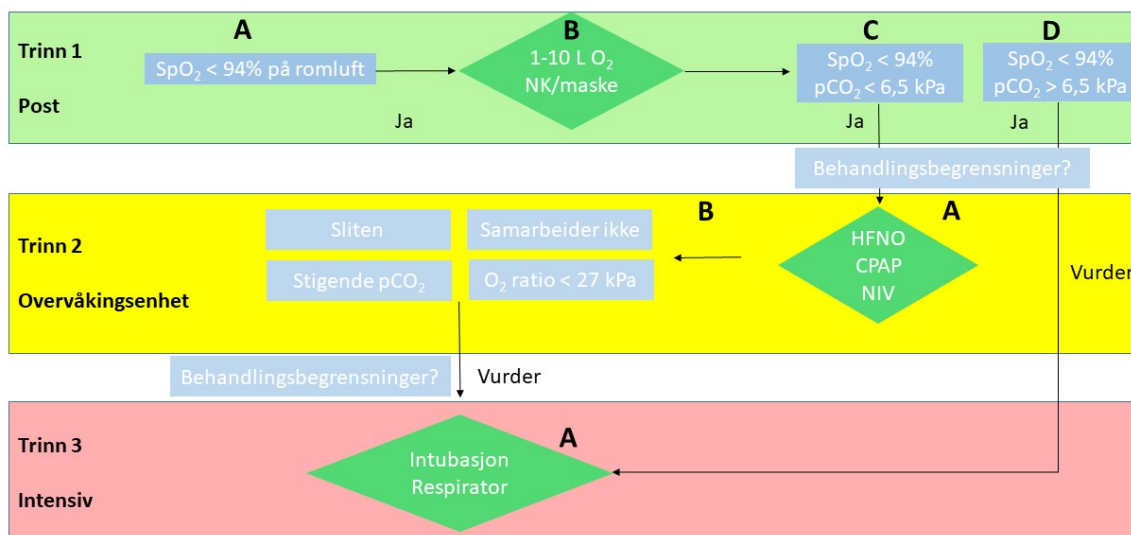 Trinn 1
Post
A
SpO₂ < 94% på romluft
Ja
B
1-10 L O₂
NK/maske
C
SpO₂ < 94%
pCO₂ < 6,5 kPa
Ja
D
SpO₂ < 94%
pCO₂ > 6,5 kPa
Ja
Behandlingsbegrensninger?
Trinn 2
Overvåkingsenhet
A
HFNO
CPAP
NIV
B
Sliten
Samarbeider ikke
Stigende pCO₂
O₂ ratio < 27 kPa
Vurder
Behandlingsbegrensninger?
Vurder
Trinn 3
Intensiv
A
Intubasjon
Respirator